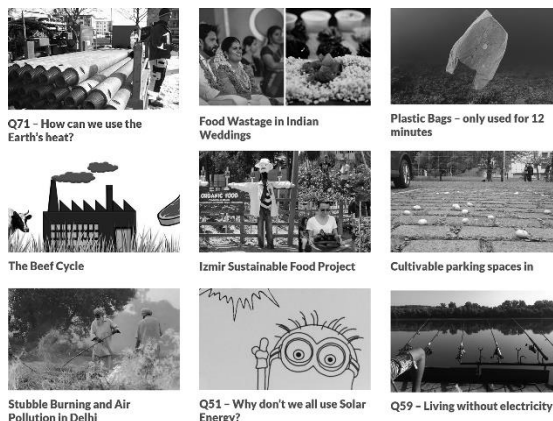 Q71 – How can we use the
Earth's heat?
Food Wastage in Indian
Weddings
Plastic Bags – only used for 12
minutes
The Beef Cycle
ORGANIC FOOD
Izmir Sustainable Food Project
Cultivable parking spaces in
Stubble Burning and Air
Pollution in Delhi
Q51 – Why don't we all use Solar
Energy?
Q59 – Living without electricity